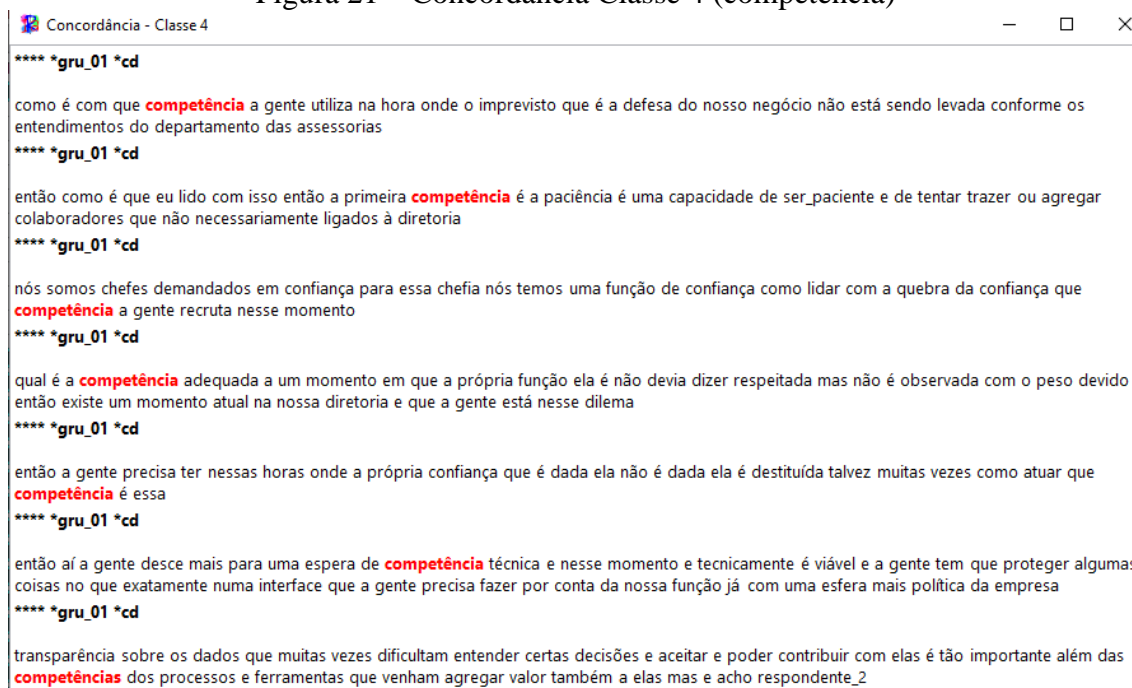 Figura 21 – Concordância Classe 4 (competência)
Concordância - Classe 4
**** *gru_01 *cd
como é com que competência a gente utiliza na hora onde o imprevisto que é a defesa do nosso negócio não está sendo levada conforme os
entendimentos do departamento das assessorias
**** *gru_01 *cd
então como é que eu lido com isso então a primeira competência é a paciência é uma capacidade de ser_paciente e de tentar trazer ou agregar
colaboradores que não necessariamente ligados à diretoria
**** *gru_01 *cd
nós somos chefes demandados em confiança para essa chefia nós temos uma função de confiança como lidar com a quebra da confiança que
competência a gente recruta nesse momento
**** *gru_01 *cd
qual é a competência adequada a um momento em que a própria função ela é não devia dizer respeitada mas não é observada com o peso devido
então existe um momento atual na nossa diretoria e que a gente está nesse dilema
**** *gru_01 *cd
então a gente precisa ter nessas horas onde a própria confiança que é dada ela não é dada ela é destituída talvez muitas vezes como atuar que
competência é essa
**** *gru_01 *cd
então aí a gente desce mais para uma espera de competência técnica e nesse momento e tecnicamente é viável e a gente tem que proteger algumas
coisas no que exatamente numa interface que a gente precisa fazer por conta da nossa função já com uma esfera mais política da empresa
**** *gru_01 *cd
transparência sobre os dados que muitas vezes dificultam entender certas decisões e aceitar e poder contribuir com elas é tão importante além das
competências dos processos e ferramentas que venham agregar valor também a elas mas e acho respondente_2